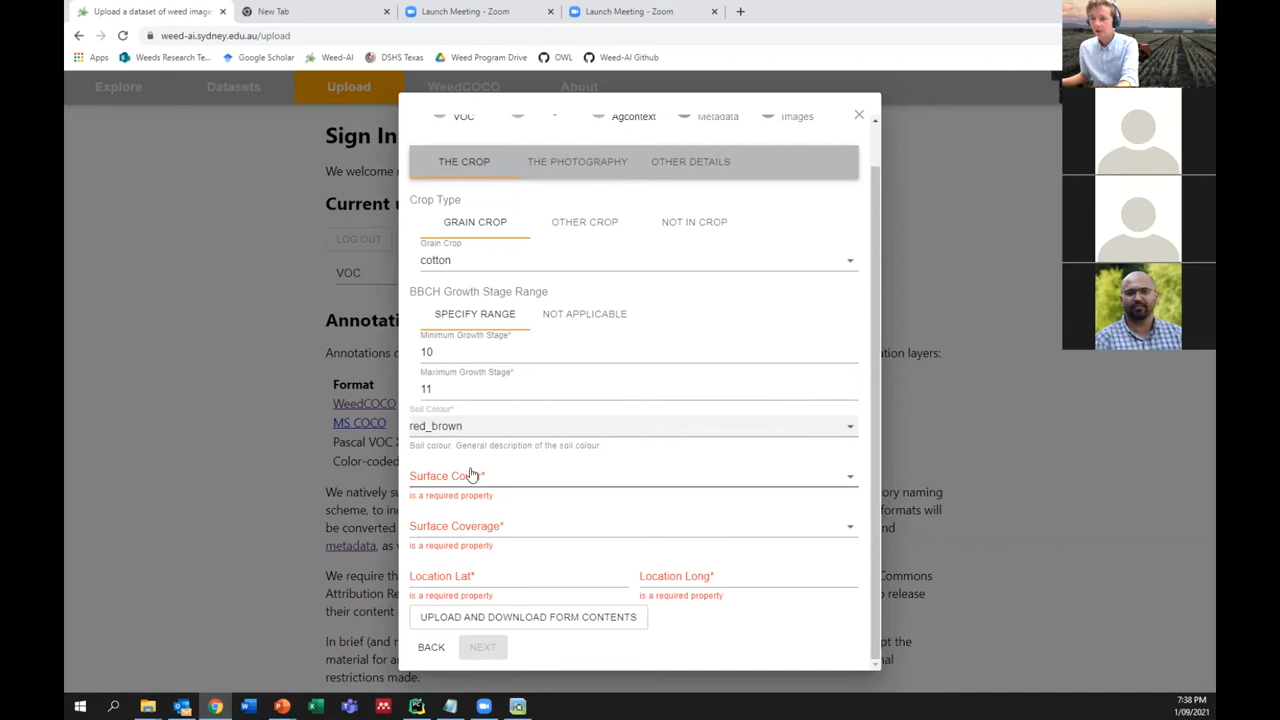 Upload a dataset of weed image
New Tab
Launch Meeting - Zoom
Launch Meeting - Zoom
weed-ai.sydney.edu.au/upload
Apps
Weeds Research Te...
Google Scholar
Weed-AI
DSHS Texas
Weed Program Drive
OWL
Weed-AI Github
Explore
Datasets
Upload
WeedCOCO
About
Sign In
We welcome
Current u
LOG OUT
VOC
Annotatio
Annotations c
ation layers:
Format
WeedCOCO
MS COCO
Pascal VOC X
Color-coded
We natively su
ory naming
scheme, to inc
formats will
be converted
and
metadata, as w
We require tha
Commons
Attribution Re
to release
their content
In brief (and n
pt the
material for a
nal
restrictions made.
VOC
Agcontext
Metadata
Images
THE CROP
THE PHOTOGRAPHY
OTHER DETAILS
Crop Type
GRAIN CROP
OTHER CROP
NOT IN CROP
Grain Crop
cotton
BBCH Growth Stage Range
SPECIFY RANGE
NOT APPLICABLE
Minimum Growth Stage*
10
Maximum Growth Stage*
11
Soil Colour*
red_brown
Soil colour. General description of the soil colour.
Surface Cover*
is a required property
Surface Coverage*
is a required property
Location Lat*
Location Long*
is a required property
is a required property
UPLOAD AND DOWNLOAD FORM CONTENTS
BACK
NEXT
7:38 PM
1/09/2021